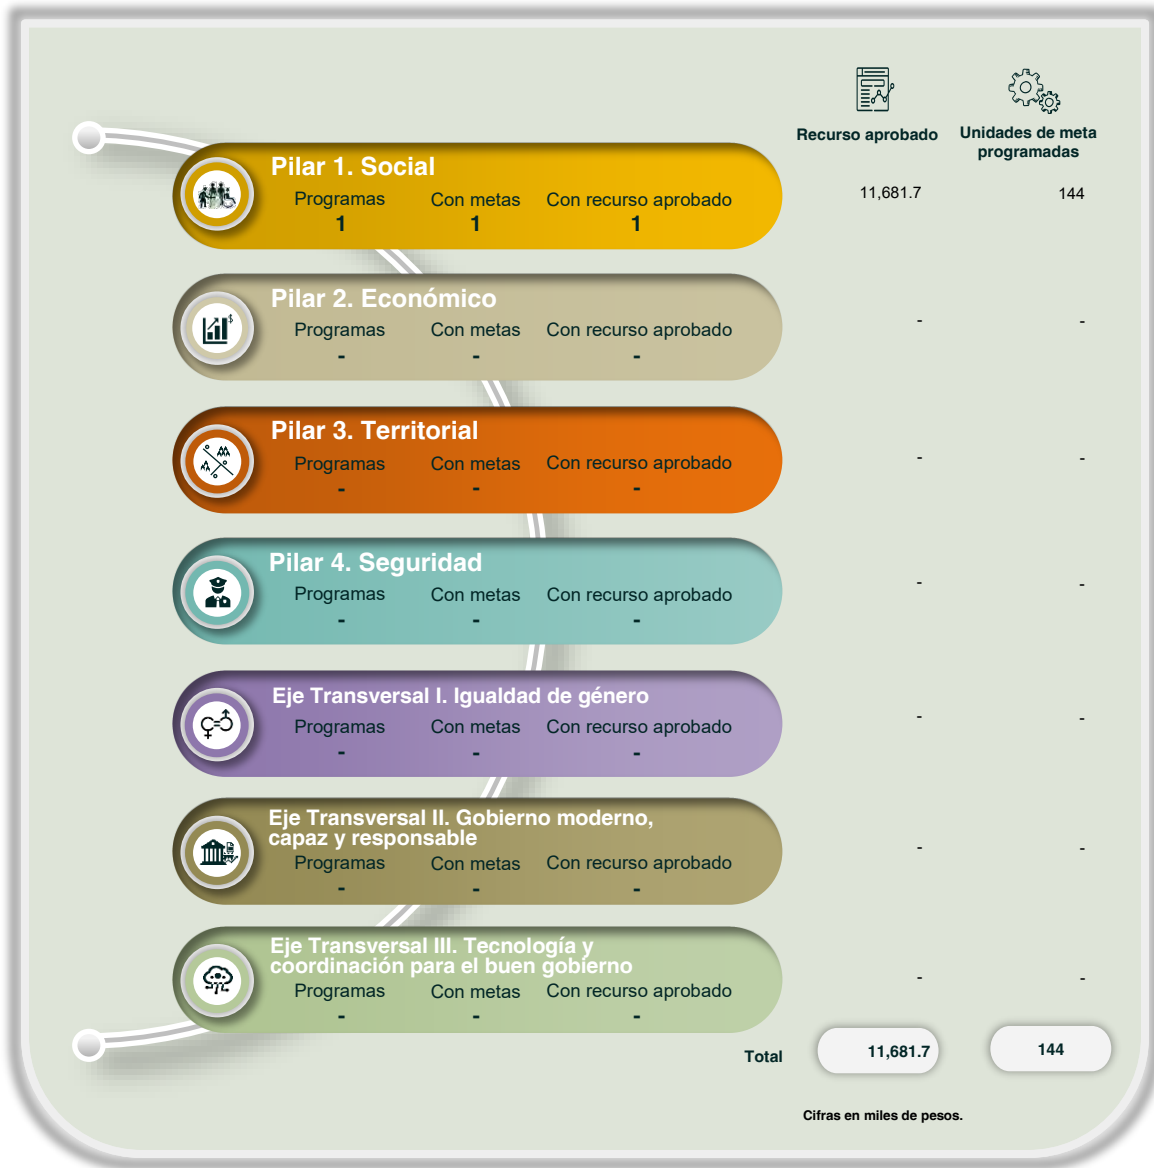 Recurso aprobado
Unidades de meta
programadas
Pilar 1. Social
Programas Con metas Con recurso aprobado
1 1 1
11,681.7 144
Pilar 2. Económico
Programas Con metas Con recurso aprobado
- - -
- -
Pilar 3. Territorial
Programas Con metas Con recurso aprobado
- - -
- -
Pilar 4. Seguridad
Programas Con metas Con recurso aprobado
- - -
- -
Eje Transversal I. Igualdad de género
Programas Con metas Con recurso aprobado
- - -
- -
Eje Transversal II. Gobierno moderno,
capaz y responsable
Programas Con metas Con recurso aprobado
- - -
- -
Eje Transversal III. Tecnología y
coordinación para el buen gobierno
Programas Con metas Con recurso aprobado
- - -
- -
Total 11,681.7 144
Cifras en miles de pesos.